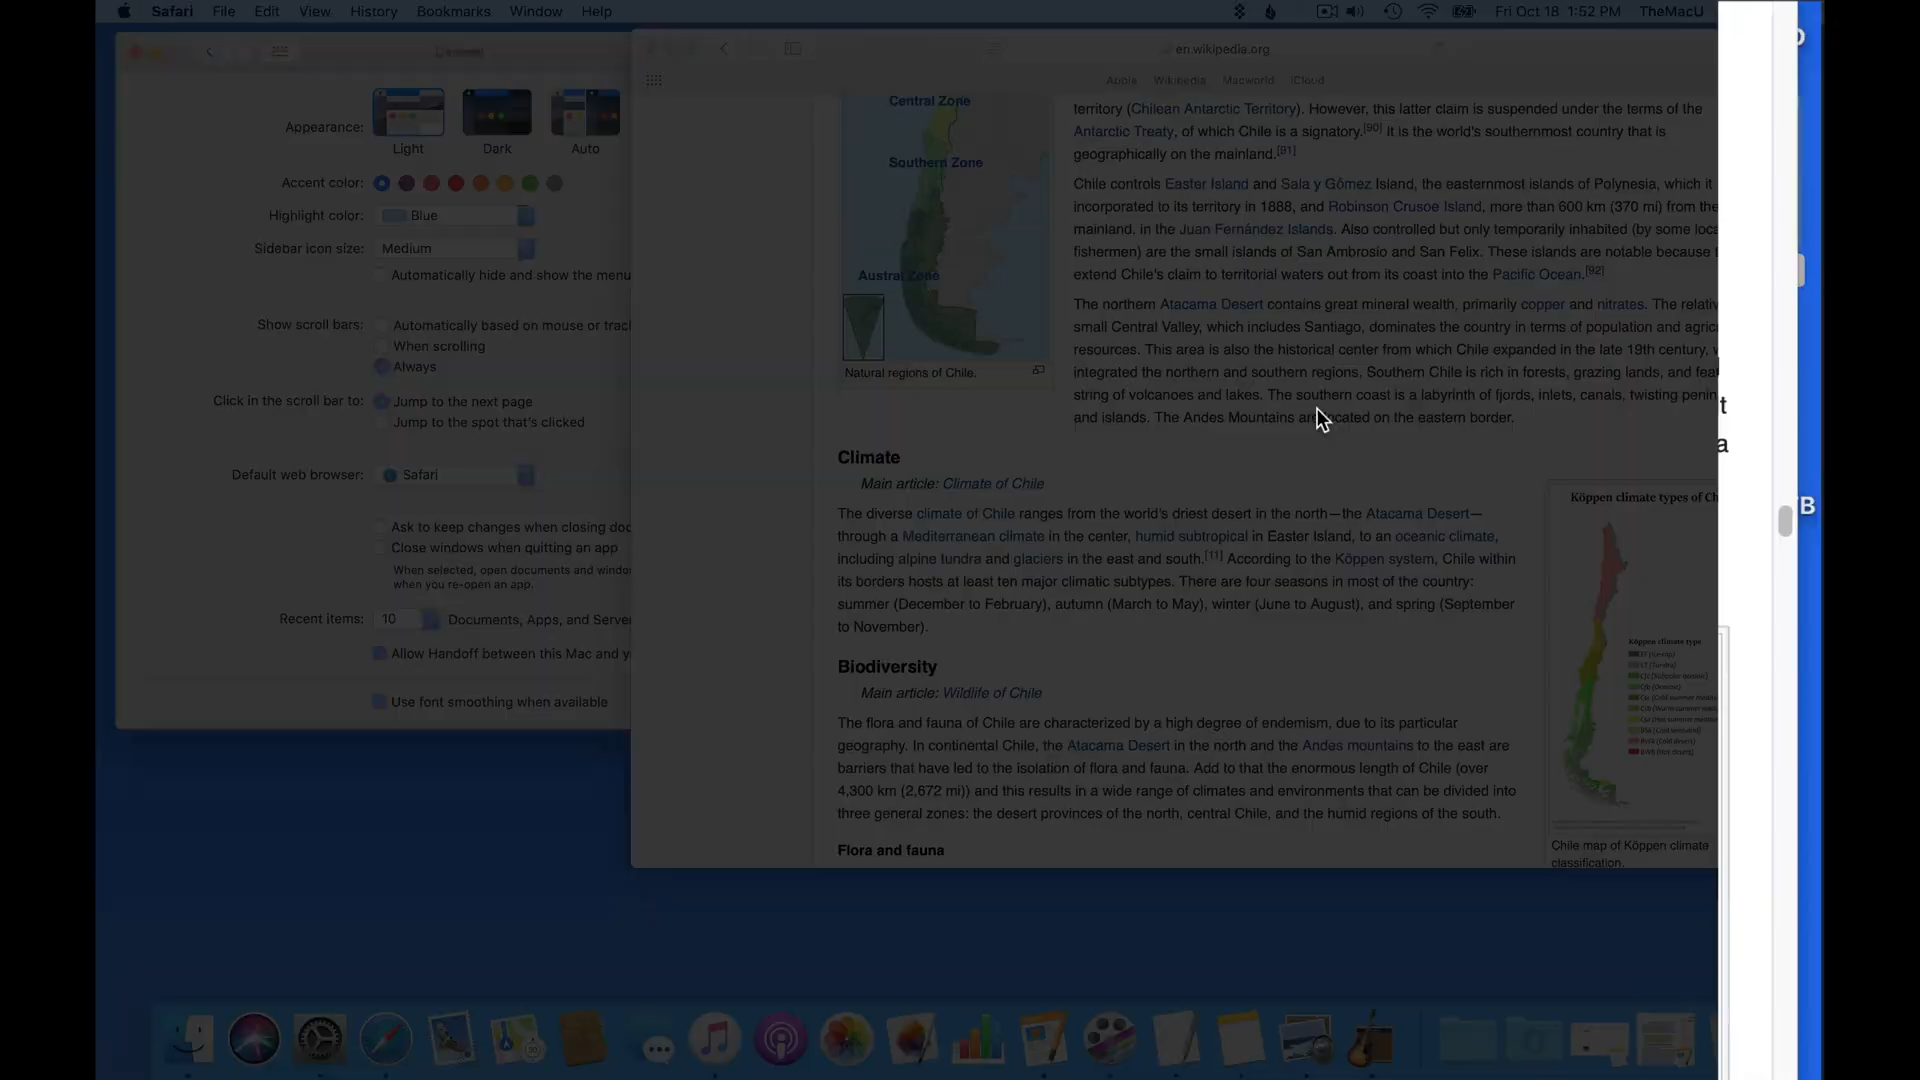 Safari File Edit View History Bookmarks Window Help
Fri Oct 18 1:52 PM TheMacU
General
Appearance:
Light Dark Auto
Accent color:
Highlight color: Blue
Sidebar icon size: Medium
Automatically hide and show the menu
Show scroll bars: Automatically based on mouse or
When scrolling
Always
Click in the scroll bar to: Jump to the next page
Jump to the spot that's clicked
Default web browser: Safari
Ask to keep changes when closing
Close windows when quitting an app
When selected, open documents and
when you re-open an app.
Recent items: 10 Documents, Apps, and
Allow Handoff between this Mac and
Use font smoothing when available
en.wikipedia.org
Apple Wikipedia Macworld iCloud
Central Zone
Southern Zone
Austral Zone
Natural regions of Chile.
territory (Chilean Antarctic Territory). However, this latter claim is suspended under the terms of the
Antarctic Treaty, of which Chile is a signatory.[90] It is the world's southernmost country that is
geographically on the mainland.[91]
Chile controls Easter Island and Sala y Gómez Island, the easternmost islands of Polynesia, which it
incorporated to its territory in 1888, and Robinson Crusoe Island, more than 600 km (370 mi) from the
mainland, in the Juan Fernández Islands. Also controlled but only temporarily inhabited (by some
fishermen) are the small islands of San Ambrosio and San Felix. These islands are notable because
extend Chile's claim to territorial waters out from its coast into the Pacific Ocean.[92]
The northern Atacama Desert contains great mineral wealth, primarily copper and nitrates. The
small Central Valley, which includes Santiago, dominates the country in terms of population and
resources. This area is also the historical center from which Chile expanded in the late 19th century,
integrated the northern and southern regions. Southern Chile is rich in forests, grazing lands, and
string of volcanoes and lakes. The southern coast is a labyrinth of fjords, inlets, canals, twisting
and islands. The Andes Mountains are located on the eastern border.
Climate
Main article: Climate of Chile
The diverse climate of Chile ranges from the world's driest desert in the north—the Atacama Desert—
through a Mediterranean climate in the center, humid subtropical in Easter Island, to an oceanic climate,
including alpine tundra and glaciers in the east and south.[11] According to the Köppen system, Chile within
its borders hosts at least ten major climatic subtypes. There are four seasons in most of the country:
summer (December to February), autumn (March to May), winter (June to August), and spring (September
to November).
Köppen climate types of
Köppen climate type
Chile map of Köppen climate
classification.
Biodiversity
Main article: Wildlife of Chile
The flora and fauna of Chile are characterized by a high degree of endemism, due to its particular
geography. In continental Chile, the Atacama Desert in the north and the Andes mountains to the east are
barriers that have led to the isolation of flora and fauna. Add to that the enormous length of Chile (over
4,300 km (2,672 mi)) and this results in a wide range of climates and environments that can be divided into
three general zones: the desert provinces of the north, central Chile, and the humid regions of the south.
Flora and fauna
t
a
B